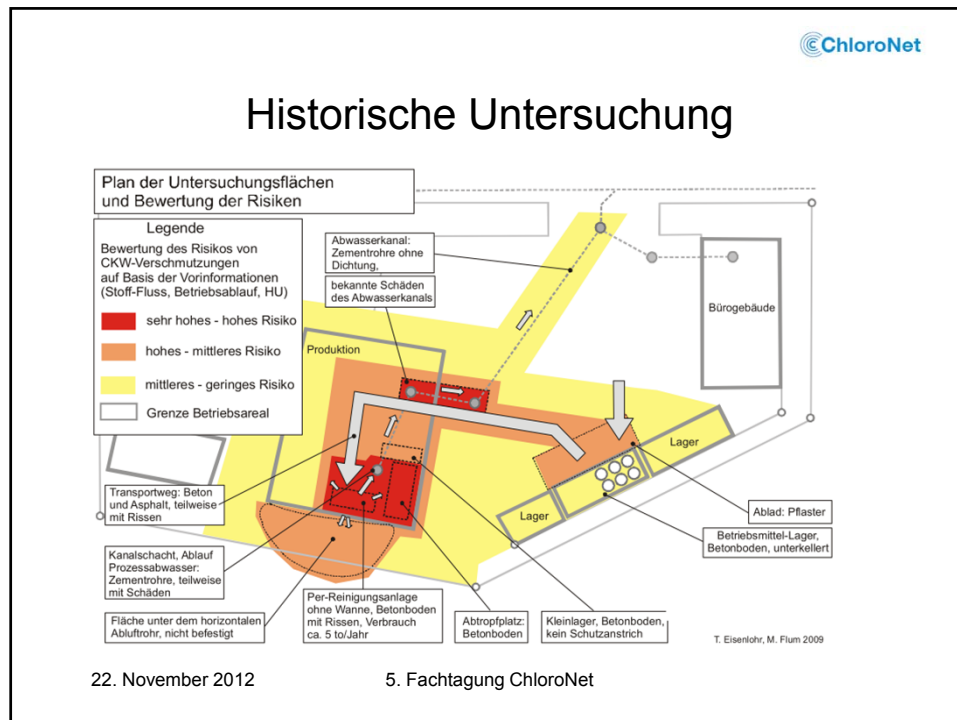 ChloroNet
Historische Untersuchung
Plan der Untersuchungsflächen
und Bewertung der Risiken
Legende
Bewertung des Risikos von
CKW-Verschmutzungen
auf Basis der Vorinformationen
(Stoff-Fluss, Betriebsablauf, HU)
sehr hohes - hohes Risiko
hohes - mittleres Risiko
mittleres - geringes Risiko
Grenze Betriebsareal
Abwasserkanal:
Zementrohre ohne
Dichtung,
bekannte Schäden
des Abwasserkanals
Produktion
Bürogebäude
Lager
Lager
Transportweg: Beton
und Asphalt, teilweise
mit Rissen
Ablad: Pflaster
Betriebsmittel-Lager,
Betonboden, unterkellert
Kanalschacht, Ablauf
Prozessabwasser:
Zementrohre, teilweise
mit Schäden
Fläche unter dem horizontalen
Abluftrohr, nicht befestigt
Per-Reinigungsanlage
ohne Wanne, Betonboden
mit Rissen, Verbrauch
ca. 5 to/Jahr
Abtropfplatz:
Betonboden
Kleinlager, Betonboden,
kein Schutzanstrich
T. Eisenlohr, M. Flum 2009
22. November 2012
5. Fachtagung ChloroNet